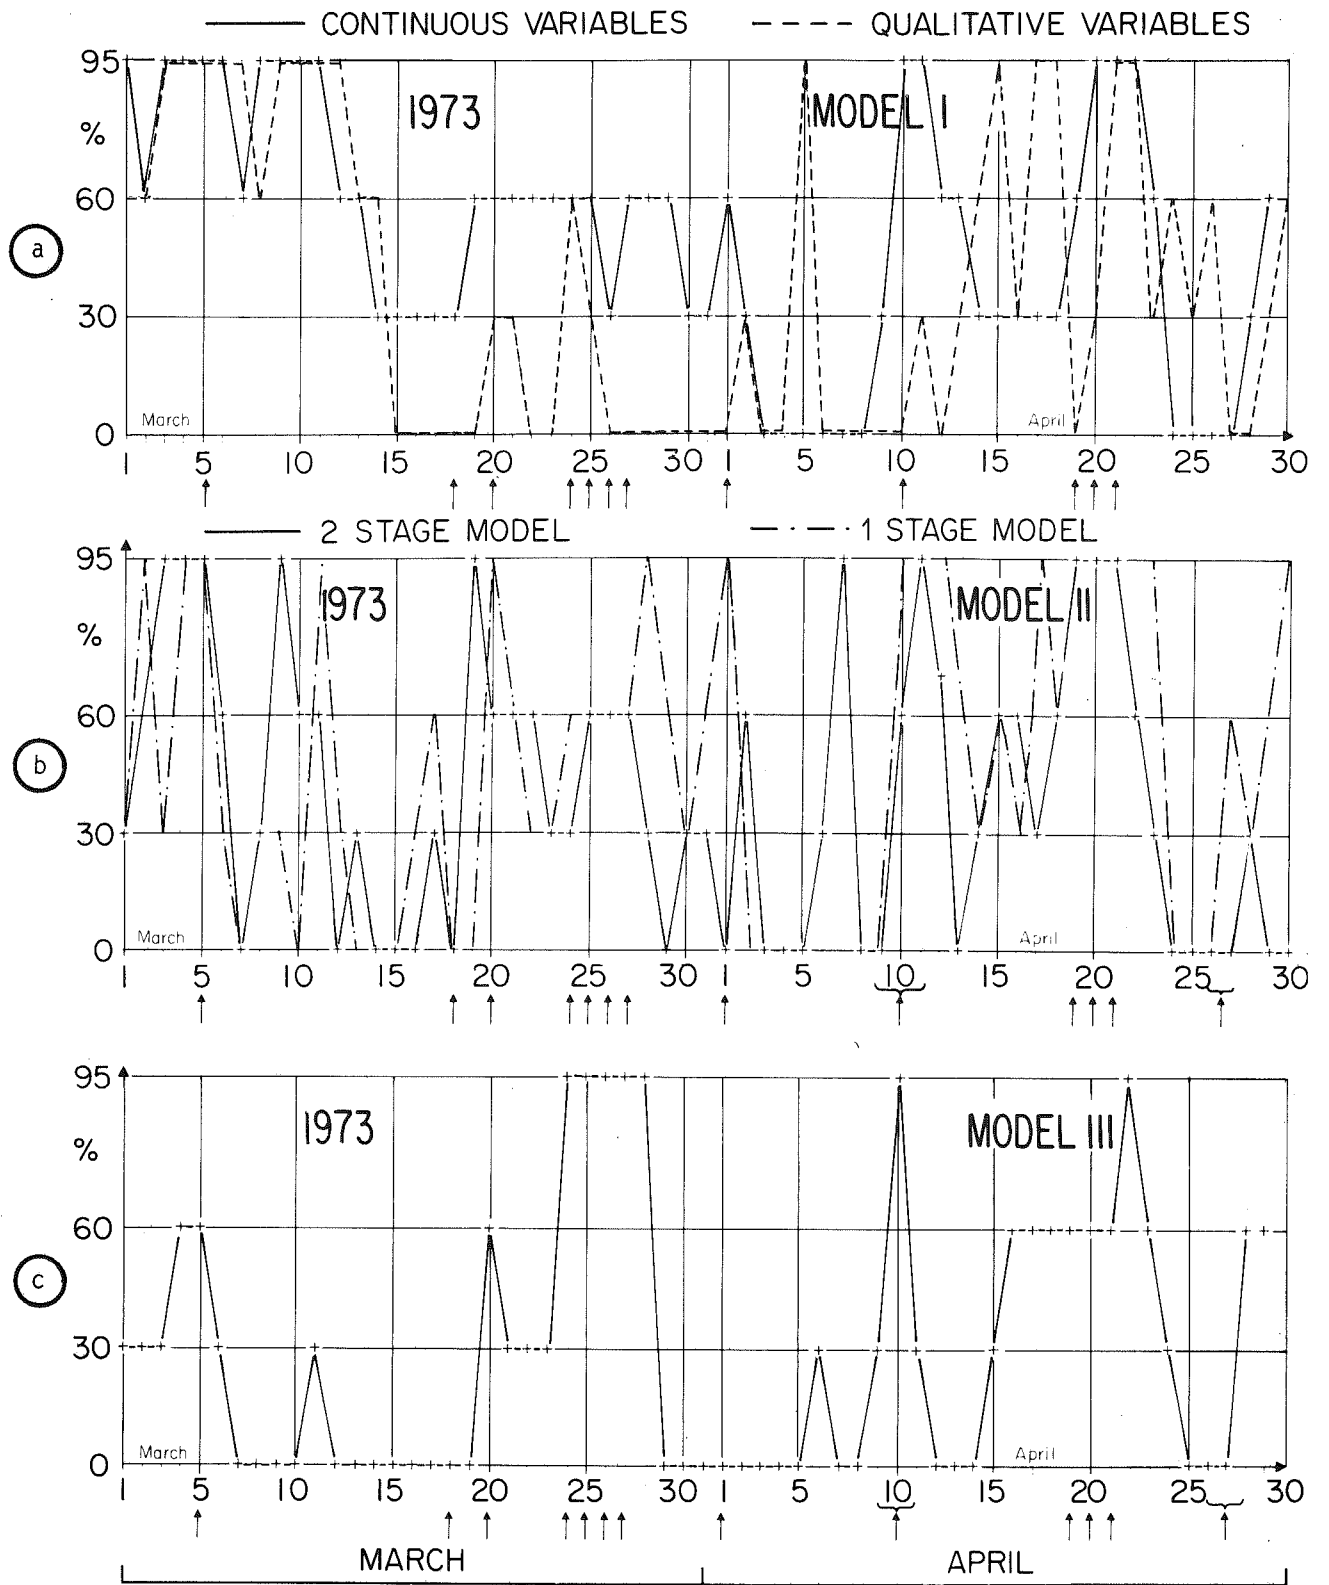 CONTINUOUS VARIABLES QUALITATIVE VARIABLES
95
1973 MODEL I
%
60
a
30
March April
0
1 5 10 15 20 25 30 1 5 10 15 20 25 30
2 STAGE MODEL 1 STAGE MODEL
95
1973 MODEL II
%
60
b
30
March April
0
1 5 10 15 20 25 30 1 5 10 15 20 25 30
95
1973 MODEL III
%
60
c
30
March April
0
1 5 10 15 20 25 30 1 5 10 15 20 25 30
MARCH APRIL